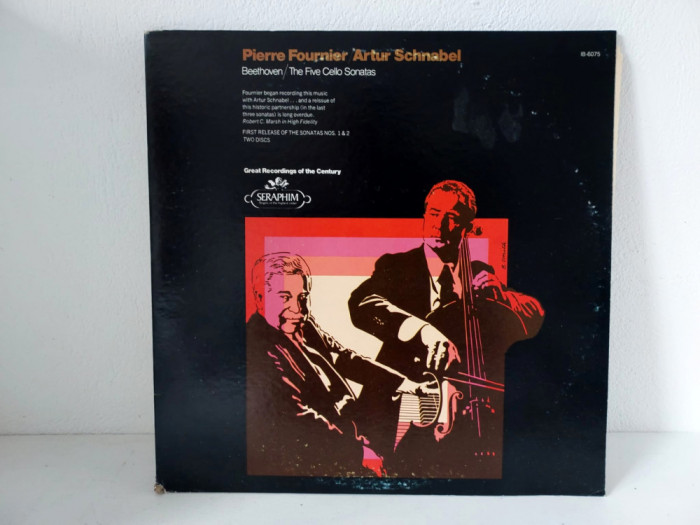 Pierre Fournier Artur Schnabel
IB-6075
Beethoven / The Five Cello Sonatas
Fournier began recording this music
with Artur Schnabel . . . and a reissue of
this historic partnership (in the last
three sonatas) is long overdue.
Robert C. Marsh in High Fidelity
FIRST RELEASE OF THE SONATAS NOS. 1 & 2
TWO DISCS
Great Recordings of the Century
SERAPHIM